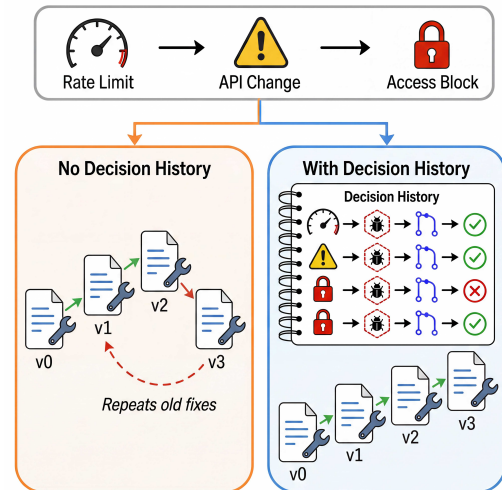 Rate Limit
API Change
Access Block
No Decision History
v0
v1
v2
v3
Repeats old fixes
With Decision History
Decision History
v0
v1
v2
v3